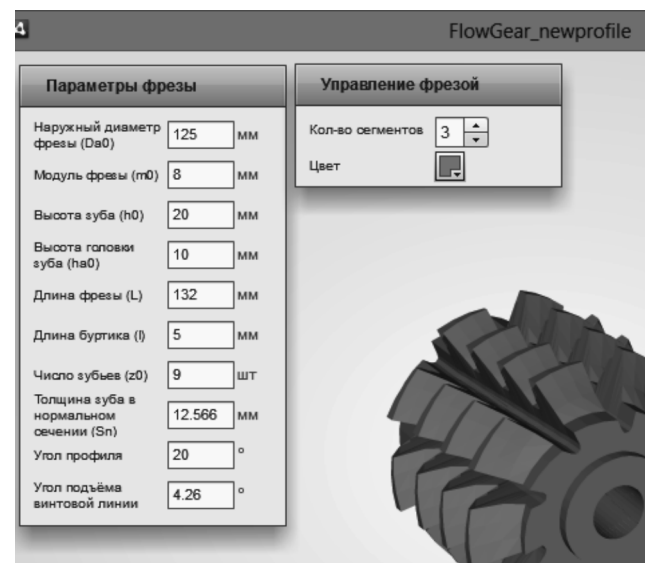 FlowGear_newprofile
Параметры фрезы
Наружный диаметр
фрезы (Da0)
125 мм
Модуль фрезы (m0) 8 мм
Высота зуба (h0) 20 мм
Высота головки
зуба (ha0)
10 мм
Длина фрезы (L) 132 мм
Длина буртика (l) 5 мм
Число зубьев (z0) 9 шт
Толщина зуба в
нормальном
сечении (Sn)
12.566 мм
Угол профиля 20 °
Угол подъёма
винтовой линии
4.26 °
Управление фрезой
Кол-во сегментов 3
Цвет